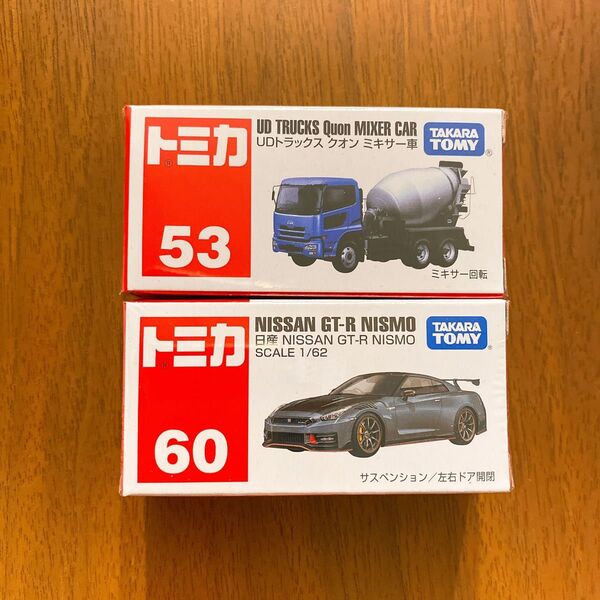 トミカ
53
UD TRUCKS Quon MIXER CAR
UDトラックス クオン ミキサー車
TAKARA
TOMY
®
ミキサー回転
トミカ
60
NISSAN GT-R NISMO
日産 NISSAN GT-R NISMO
SCALE 1/62
TAKARA
TOMY
®
サスペンション/左右ドア開閉